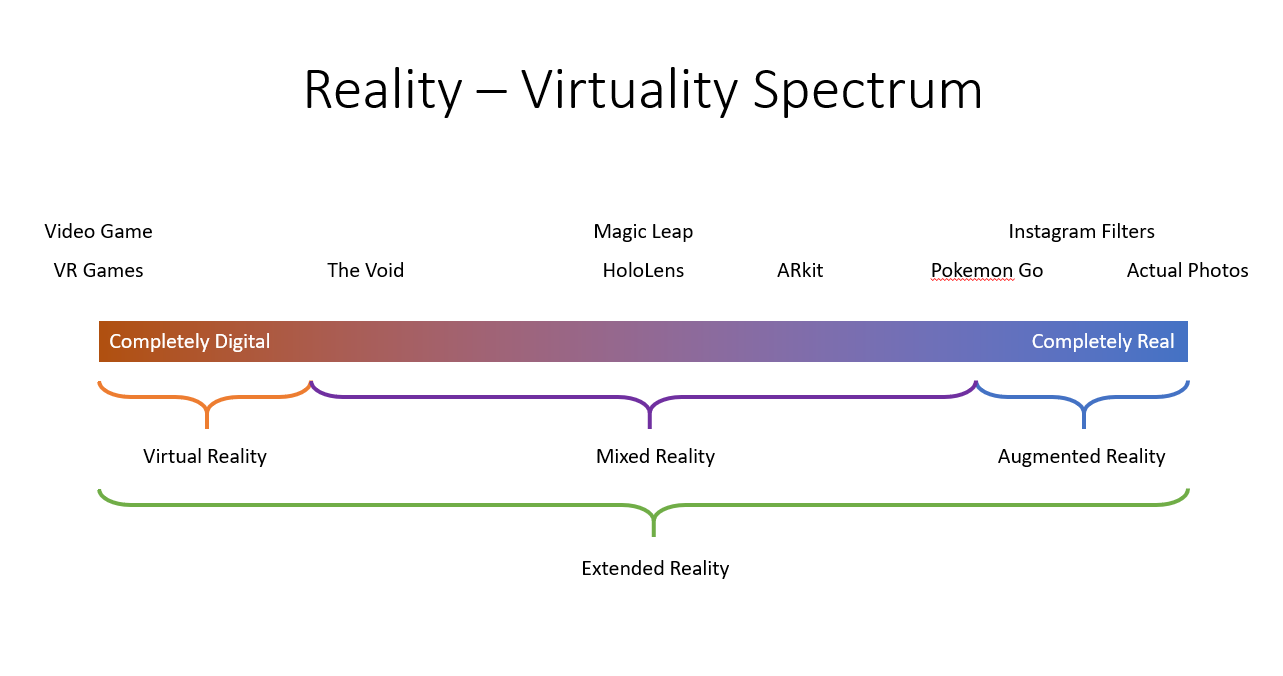 Reality – Virtuality Spectrum
Video Game
Magic Leap
Instagram Filters
VR Games
The Void
HoloLens
ARkit
Pokemon Go
Actual Photos
Completely Digital
Completely Real
Virtual Reality
Mixed Reality
Augmented Reality
Extended Reality